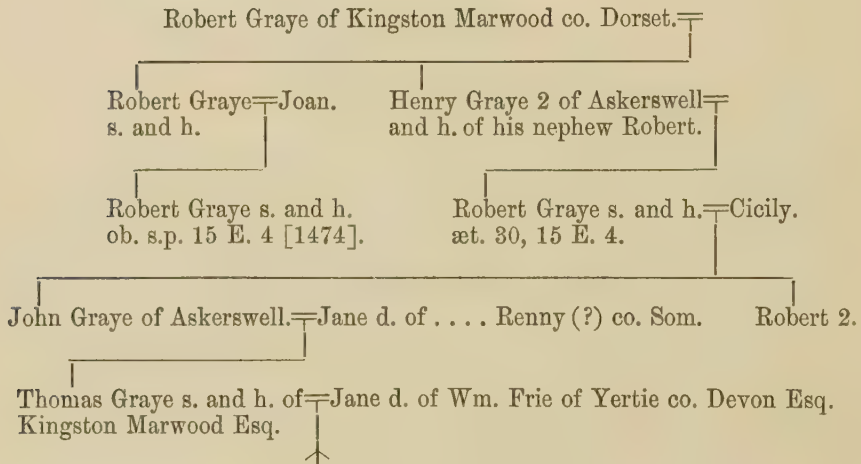 Robert Graye of Kingston Marwood co. Dorset.
Robert Graye Joan.
s. and h.
Henry Graye 2 of Askerswell
and h. of his nephew Robert.
Robert Graye s. and h.
ob. s.p. 15 E. 4 [1474].
Robert Graye s. and h. Cicily.
æt. 30, 15 E. 4.
John Graye of Askerswell. Jane d. of . . . . Renny (?) co. Som. Robert 2.
Thomas Graye s. and h. of Jane d. of Wm. Frie of Yertie co. Devon Esq.
Kingston Marwood Esq.